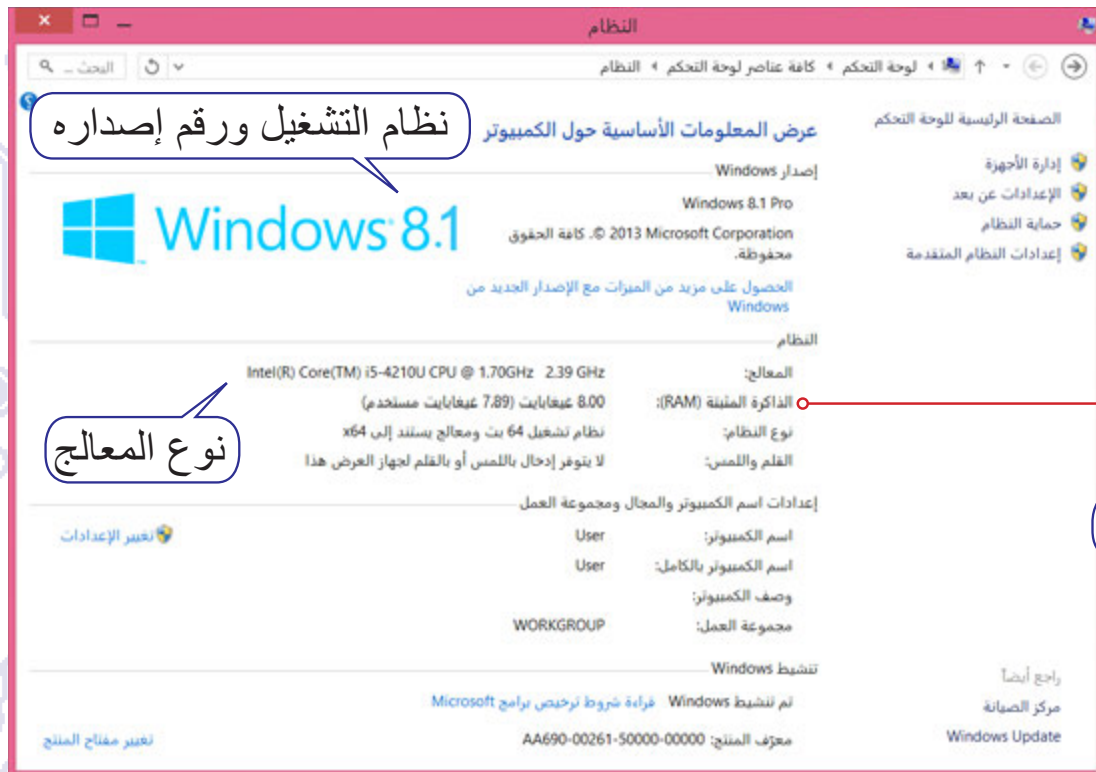 النظام
لوحة التحكم
كافة عناصر لوحة التحكم
النظام
البحث ...
الصفحة الرئيسية للوحة التحكم
إدارة الأجهزة
الإعدادات عن بعد
حماية النظام
إعدادات النظام المتقدمة
عرض المعلومات الأساسية حول الكمبيوتر
نظام التشغيل ورقم إصداره
إصدار Windows
Windows 8.1 Pro
2013 Microsoft Corporation ©. كافة الحقوق
محفوظة.
Windows 8.1
الحصول على مزيد من الميزات مع الإصدار الجديد من
Windows
النظام
المعالج: Intel(R) Core(TM) i5-4210U CPU @ 1.70GHz 2.39 GHz
الذاكرة المثبتة (RAM): 8.00 غيغابايت (7.89 غيغابايت مستخدم)
نوع النظام: نظام تشغيل 64 بت ومعالج يستند إلى x64
القلم واللمس: لا يتوفر إدخال باللمس أو بالقلم لجهاز العرض هذا
نوع المعالج
إعدادات اسم الكمبيوتر والمجال ومجموعة العمل
اسم الكمبيوتر: User
تغيير الإعدادات
اسم الكمبيوتر بالكامل: User
وصف الكمبيوتر:
مجموعة العمل: WORKGROUP
تنشيط Windows
تم تنشيط Windows قراءة شروط ترخيص برامج Microsoft
معرّف المنتج: AA690-00261-50000-00000
تغيير مفتاح المنتج
راجع أيضاً
مركز الصيانة
Windows Update